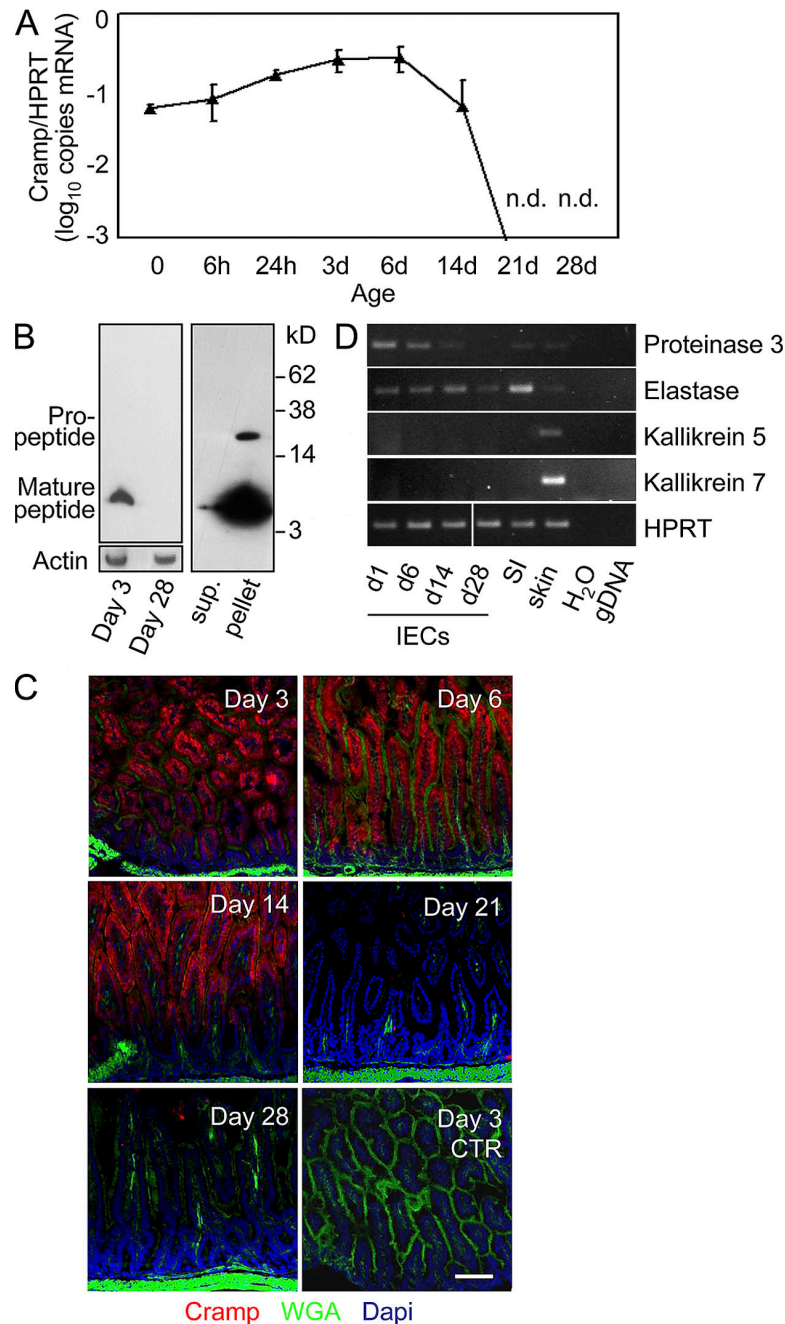 A
Cramp/HPRT
(log10 copies mRNA)
0
-1
-2
-3
n.d. n.d.
0 6h 24h 3d 6d 14d 21d 28d
Age
B
kD
62
38
14
3
Pro-
peptide
Mature
peptide
Actin
Day 3
Day 28
sup.
pellet
D
Proteinase 3
Elastase
Kallikrein 5
Kallikrein 7
HPRT
d1
d6
d14
d28
SI
skin
H2O
gDNA
IECs
C
Day 3
Day 6
Day 14
Day 21
Day 28
Day 3
CTR
Cramp WGA Dapi